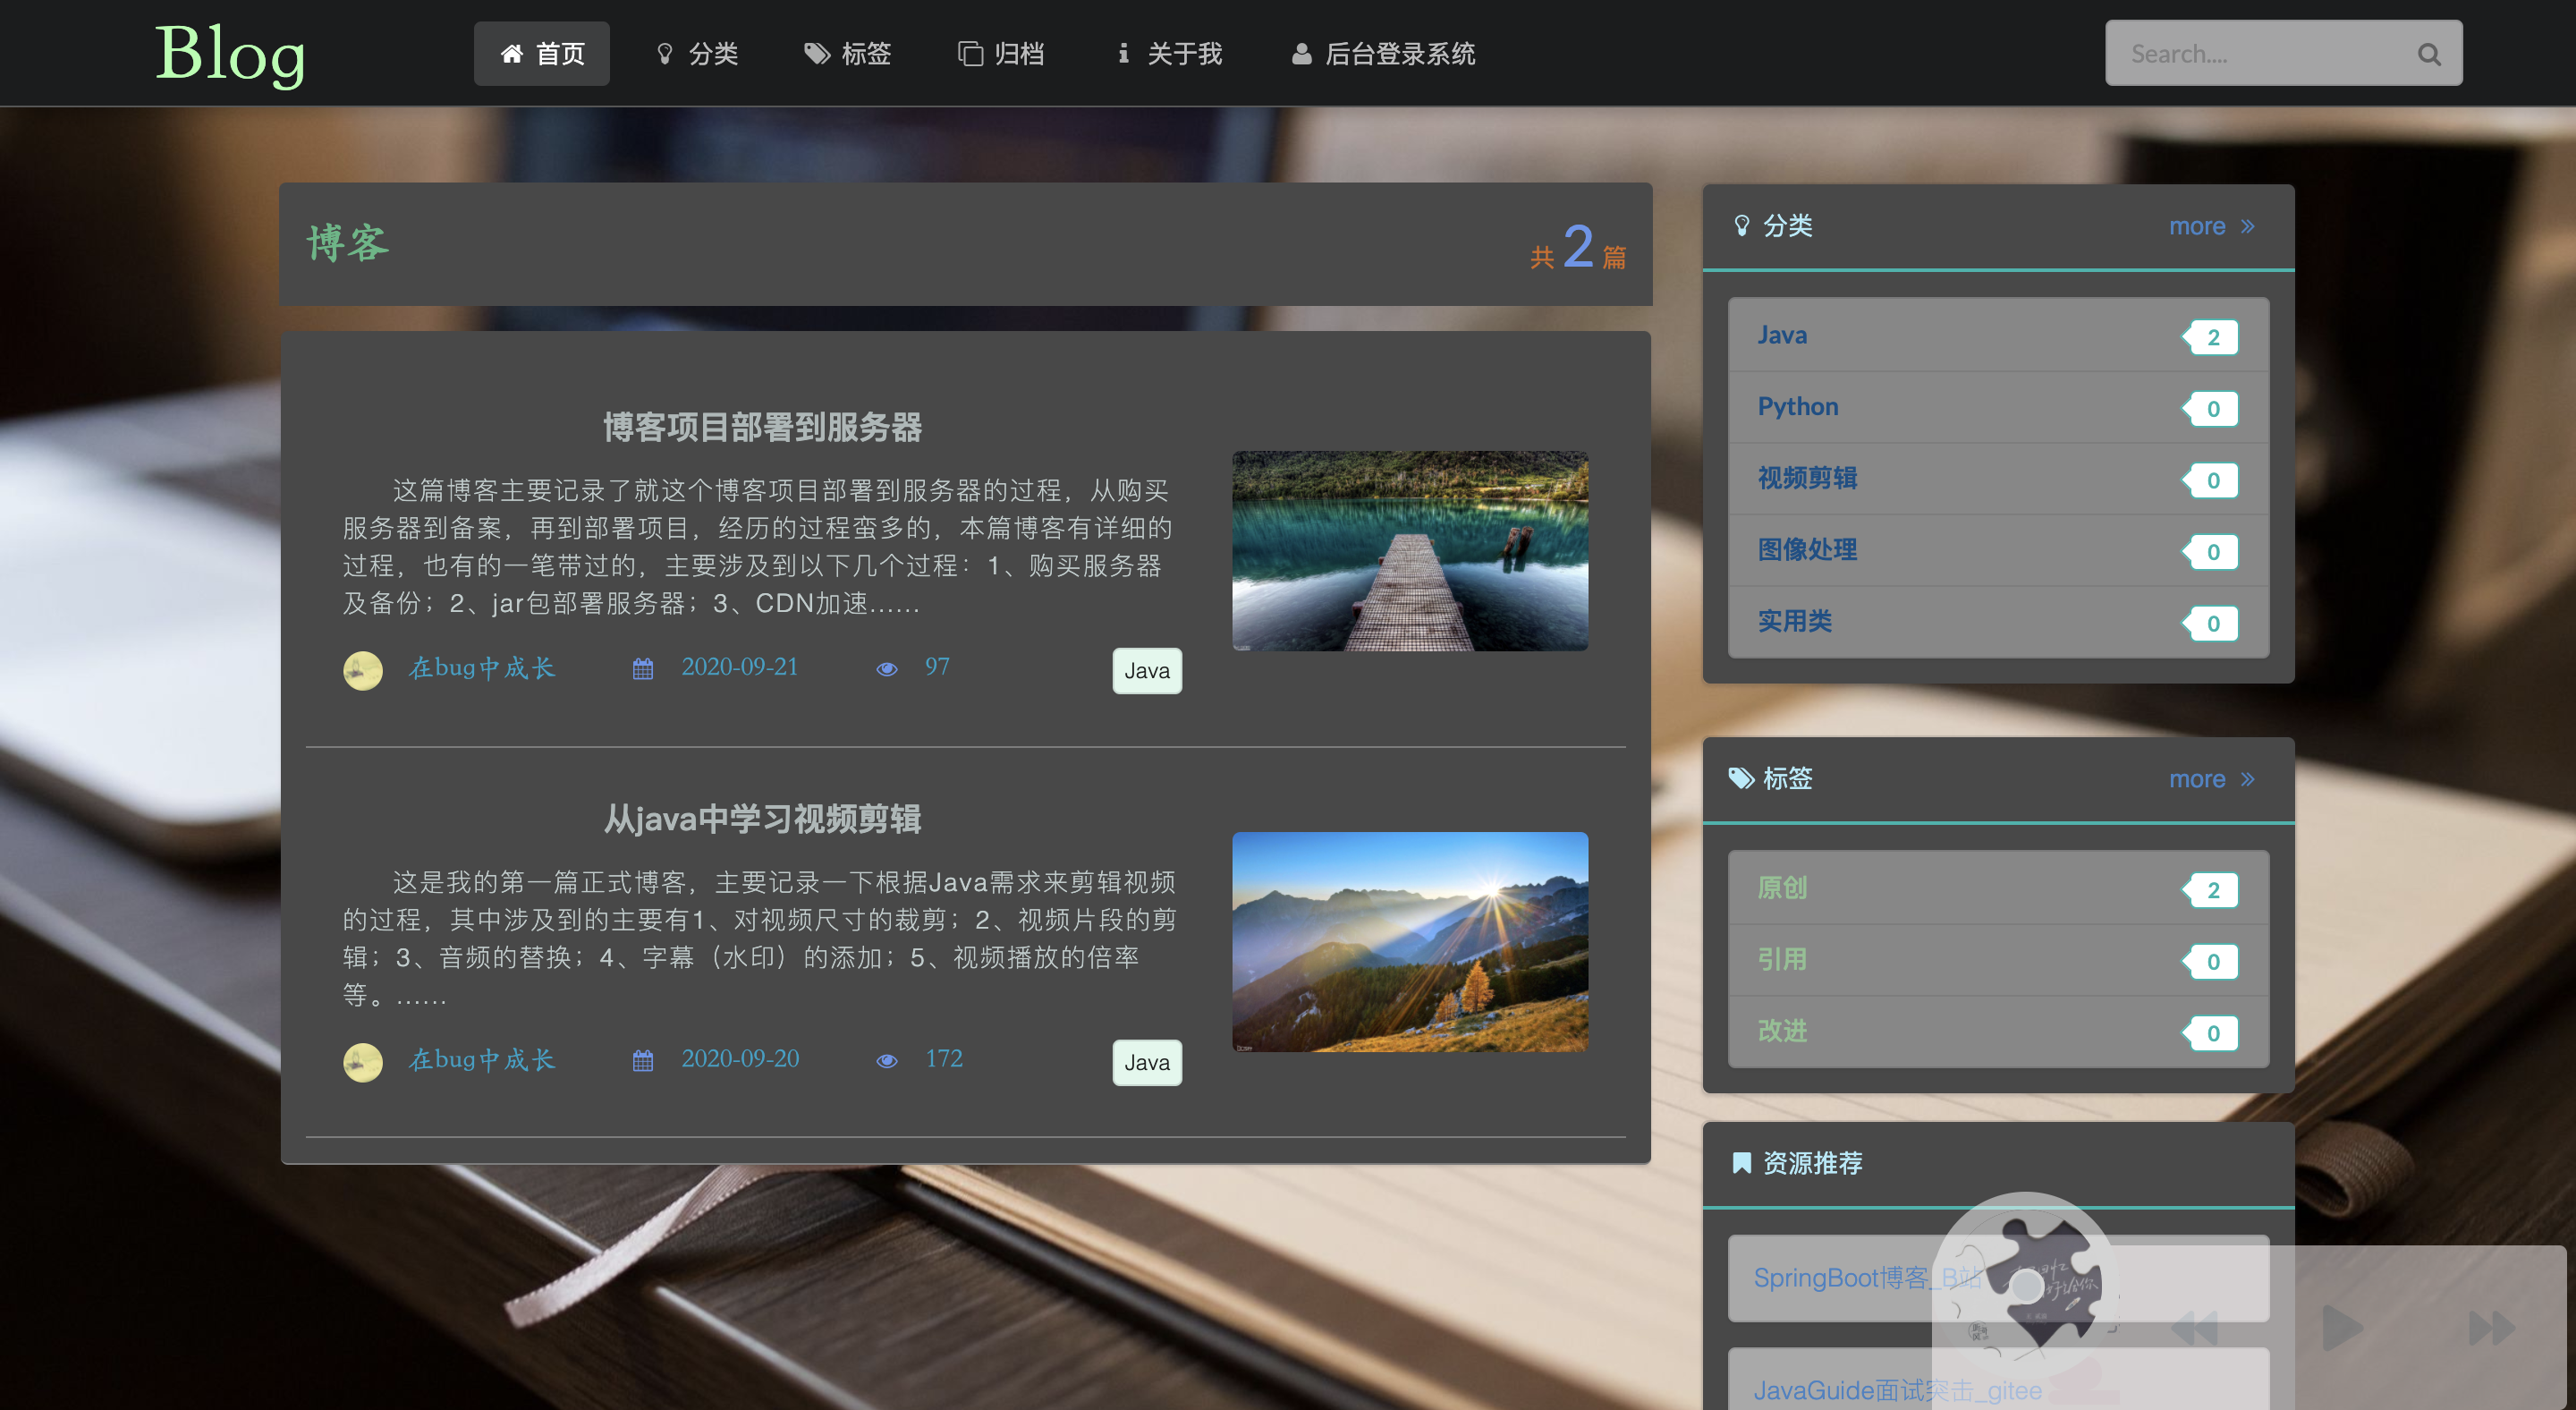 Blog
首页
分类
标签
归档
关于我
后台登录系统
Search....
博客
共 2 篇
博客项目部署到服务器
这篇博客主要记录了就这个博客项目部署到服务器的过程，从购买
服务器到备案，再到部署项目，经历的过程蛮多的，本篇博客有详细的
过程，也有的一笔带过的，主要涉及到以下几个过程：1、购买服务器
及备份；2、jar包部署服务器；3、CDN加速……
在bug中成长 2020-09-21 97 Java
从java中学习视频剪辑
这是我的第一篇正式博客，主要记录一下根据Java需求来剪辑视频
的过程，其中涉及到的主要有1、对视频尺寸的裁剪；2、视频片段的剪
辑；3、音频的替换；4、字幕（水印）的添加；5、视频播放的倍率
等。……
在bug中成长 2020-09-20 172 Java
分类 more
Java 2
Python 0
视频剪辑 0
图像处理 0
实用类 0
标签 more
原创 2
引用 0
改进 0
资源推荐
SpringBoot博客_B站
JavaGuide面试突击_gitee